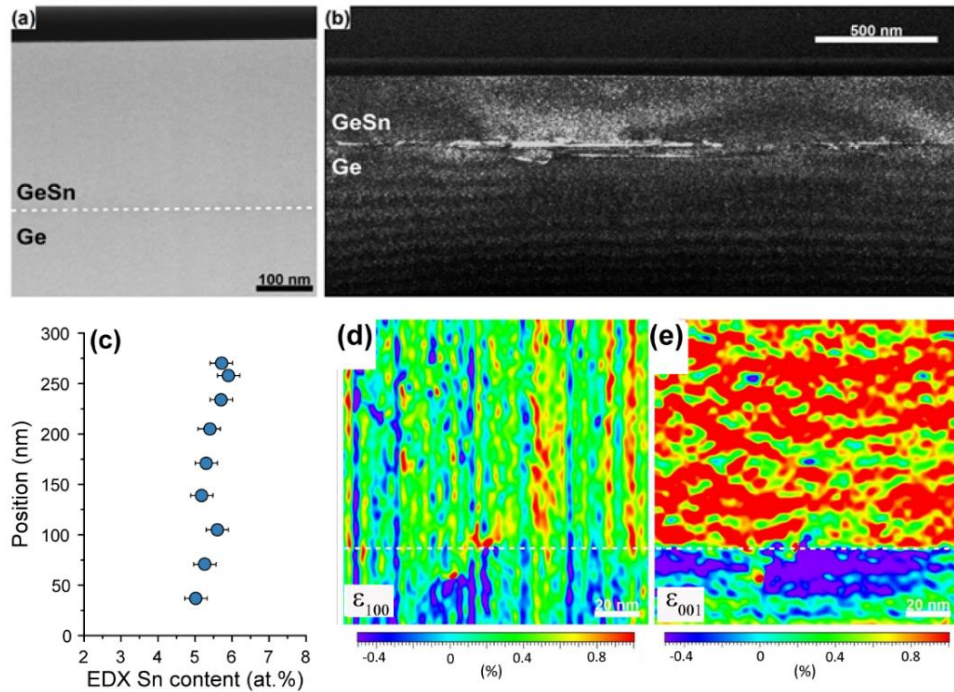 (a)
GeSn
Ge
100 nm
(b)
500 nm
GeSn
Ge
(c)
300
250
200
150
100
50
0
Position (nm)
2 3 4 5 6 7 8
EDX Sn content (at.%)
(d)
ε100
20 nm
-0.4 0 0.4 0.8
(%)
(e)
ε001
20 nm
-0.4 0 0.4 0.8
(%)